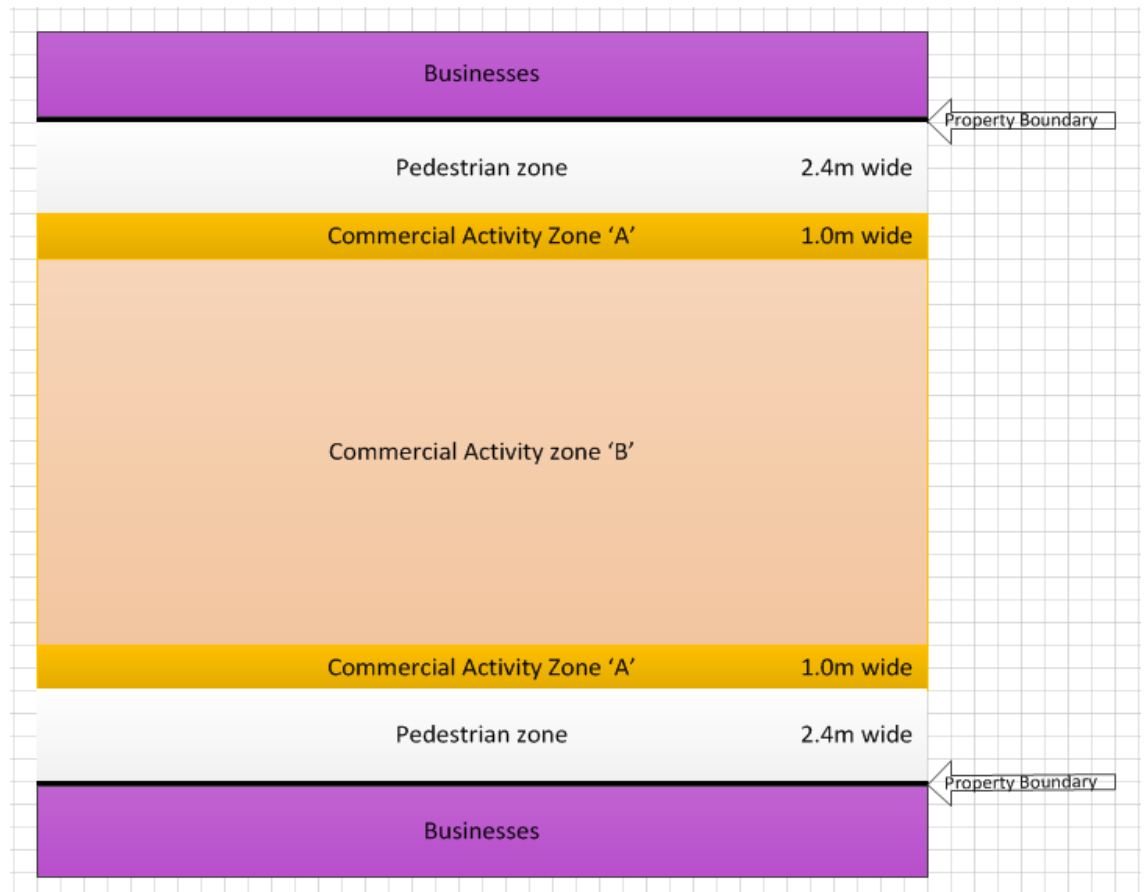 Businesses
Property Boundary
Pedestrian zone 2.4m wide
Commercial Activity Zone ‘A’ 1.0m wide
Commercial Activity zone ‘B’
Commercial Activity Zone ‘A’ 1.0m wide
Pedestrian zone 2.4m wide
Property Boundary
Businesses